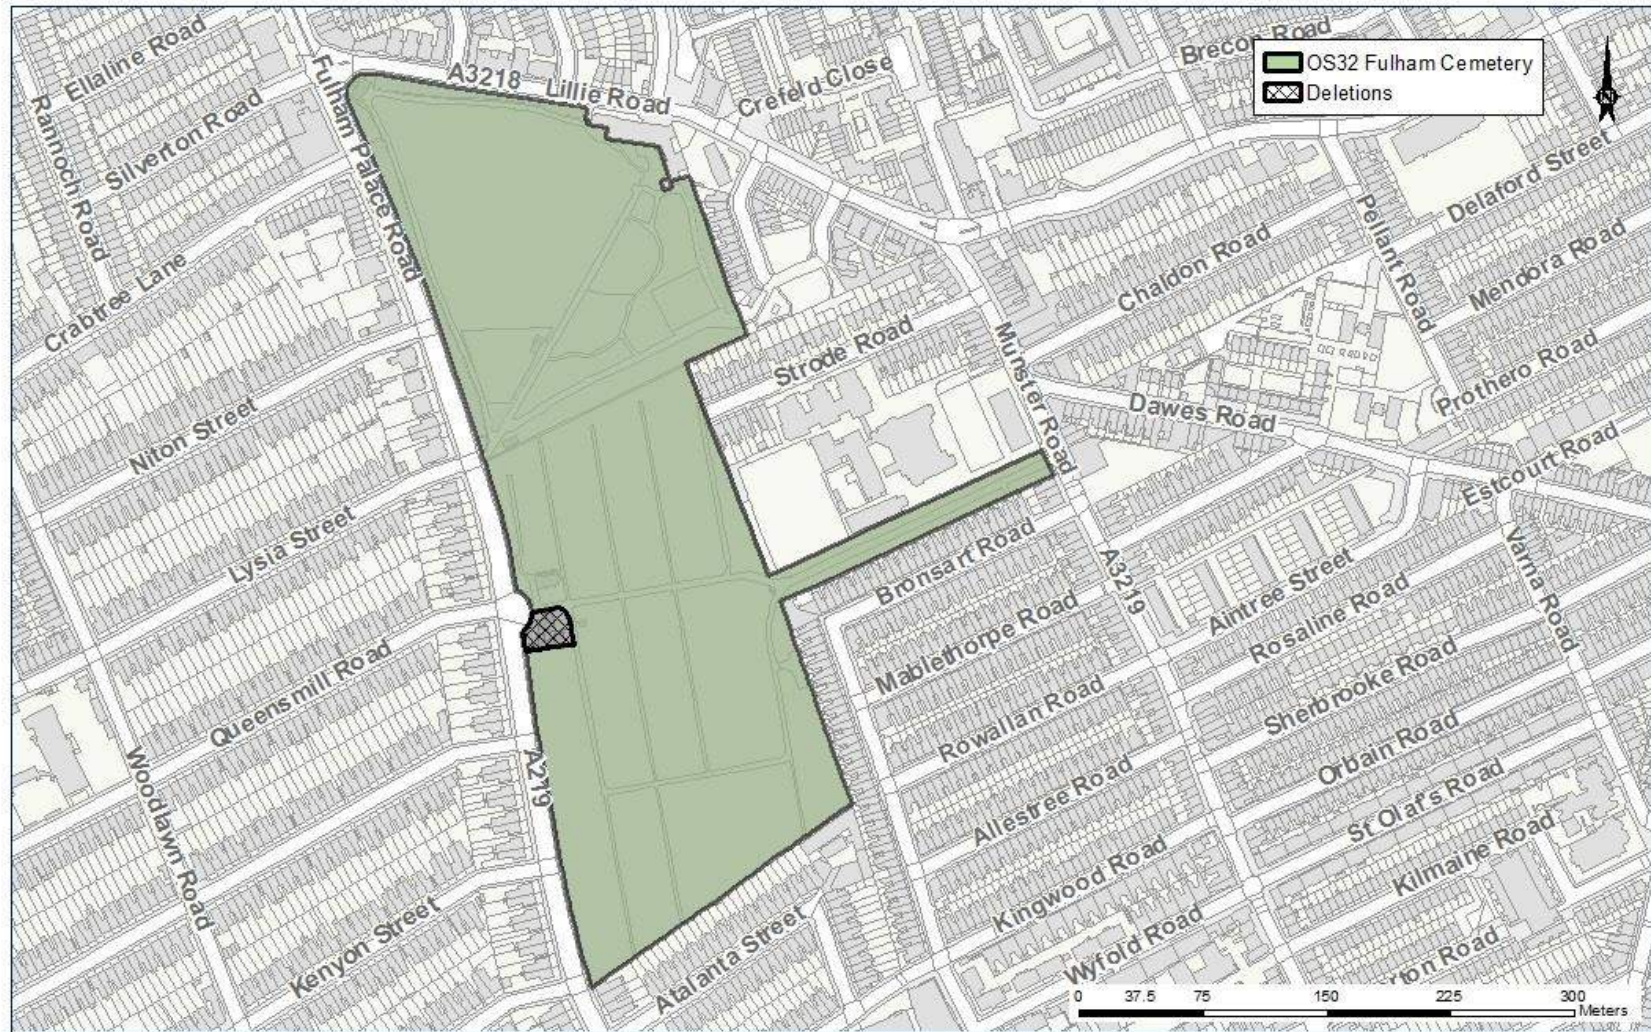 Ellaline Road
Rannoch Road
Silverton Road
Fulham Palace Road
A3218
Lillie Road
Crefeld Close
OS32 Fulham Cemetery
Deletions
N
Crabtree Lane
Niton Street
Lysia Street
Queensmill Road
Woodlawn Road
Kenyon Street
A219
Atalanta Street
Strode Road
Munster Road
Chaldon Road
Pellant Road
Delaford Street
Mendora Road
Prothero Road
Dawes Road
Estcourt Road
Varna Road
Bronsart Road
A3219
Mablethorpe Road
Aintree Street
Rosaline Road
Rowallan Road
Sherbrooke Road
Allestree Road
Orbain Road
St Olaf's Road
Kingwood Road
Kilmaine Road
Wyfold Road
rton Road
0 37.5 75 150 225 300
Meters